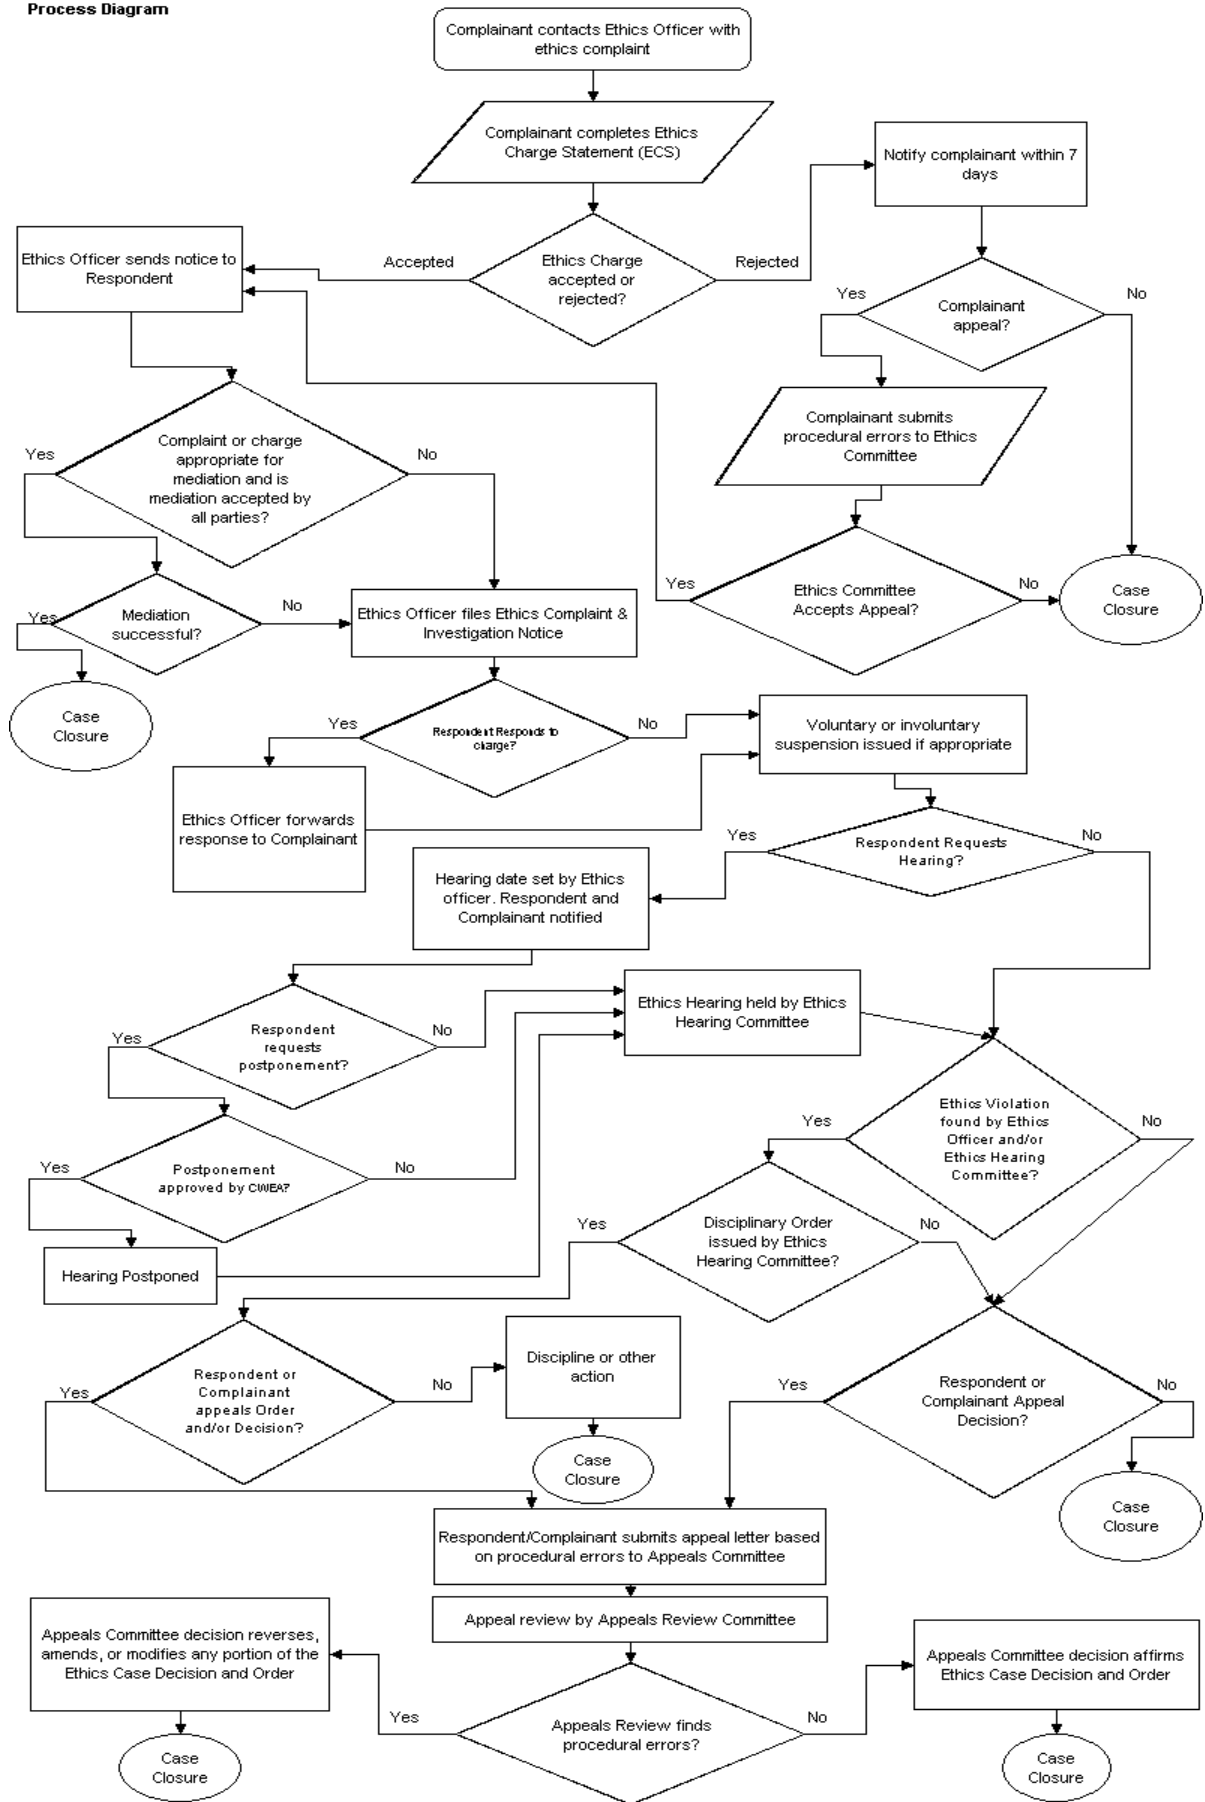 Process Diagram
Complainant contacts Ethics Officer with
ethics complaint
Complainant completes Ethics
Charge Statement (ECS)
Notify complainant within 7
days
Ethics Officer sends notice to
Respondent
Accepted
Ethics Charge
accepted or
rejected?
Rejected
Yes
Complainant
appeal?
No
Complainant submits
procedural errors to Ethics
Committee
Yes
Complaint or charge
appropriate for
mediation and is
mediation accepted by
all parties?
No
Yes
Ethics Committee
Accepts Appeal?
No
Case
Closure
Yes
Mediation
successful?
No
Ethics Officer files Ethics Complaint &
Investigation Notice
Case
Closure
Yes
Respondent Responds to
charge?
No
Voluntary or involuntary
suspension issued if appropriate
Ethics Officer forwards
response to Complainant
Yes
Respondent Requests
Hearing?
No
Hearing date set by Ethics
officer. Respondent and
Complainant notified
Yes
Respondent
requests
postponement?
No
Ethics Hearing held by Ethics
Hearing Committee
Yes
Ethics Violation
found by Ethics
Officer and/or
Ethics Hearing
Committee?
No
Yes
Postponement
approved by CWEA?
No
Yes
Disciplinary Order
issued by Ethics
Hearing Committee?
No
Hearing Postponed
Yes
Respondent or
Complainant
appeals Order
and/or Decision?
No
Discipline or other
action
Case
Closure
Yes
Respondent or
Complainant Appeal
Decision?
No
Case
Closure
Respondent/Complainant submits appeal letter based
on procedural errors to Appeals Committee
Appeal review by Appeals Review Committee
Appeals Committee decision reverses,
amends, or modifies any portion of the
Ethics Case Decision and Order
Appeals Committee decision affirms
Ethics Case Decision and Order
Yes
Appeals Review finds
procedural errors?
No
Case
Closure
Case
Closure